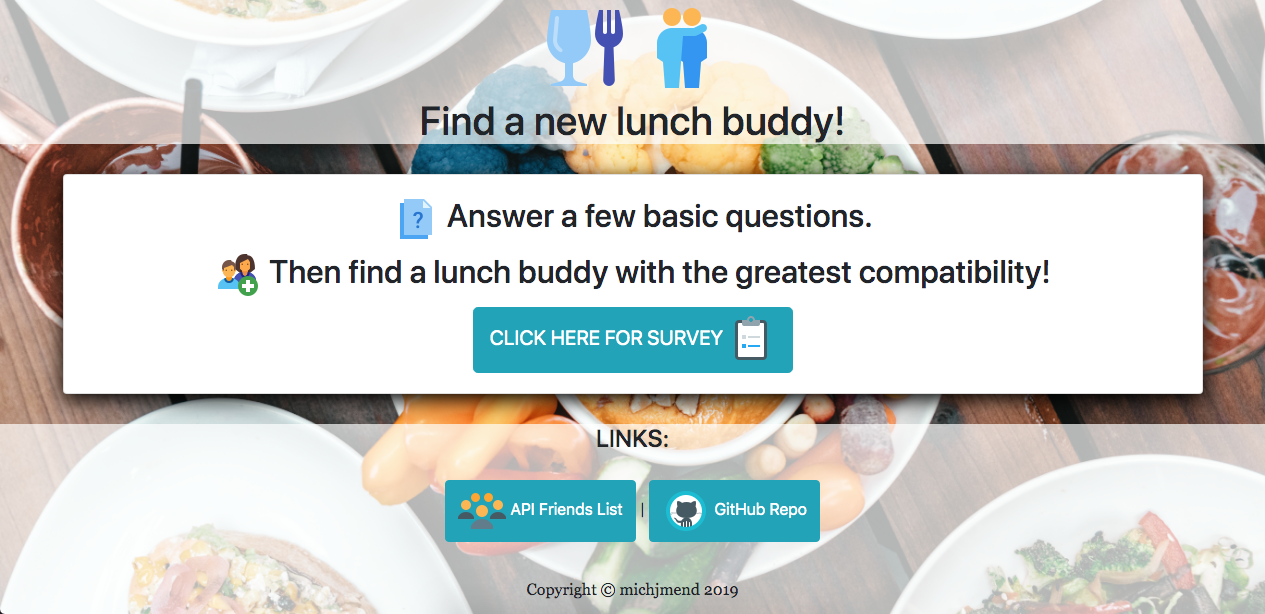 Find a new lunch buddy!
? Answer a few basic questions.
Then find a lunch buddy with the greatest compatibility!
CLICK HERE FOR SURVEY
LINKS:
API Friends List | GitHub Repo
Copyright © michjmend 2019